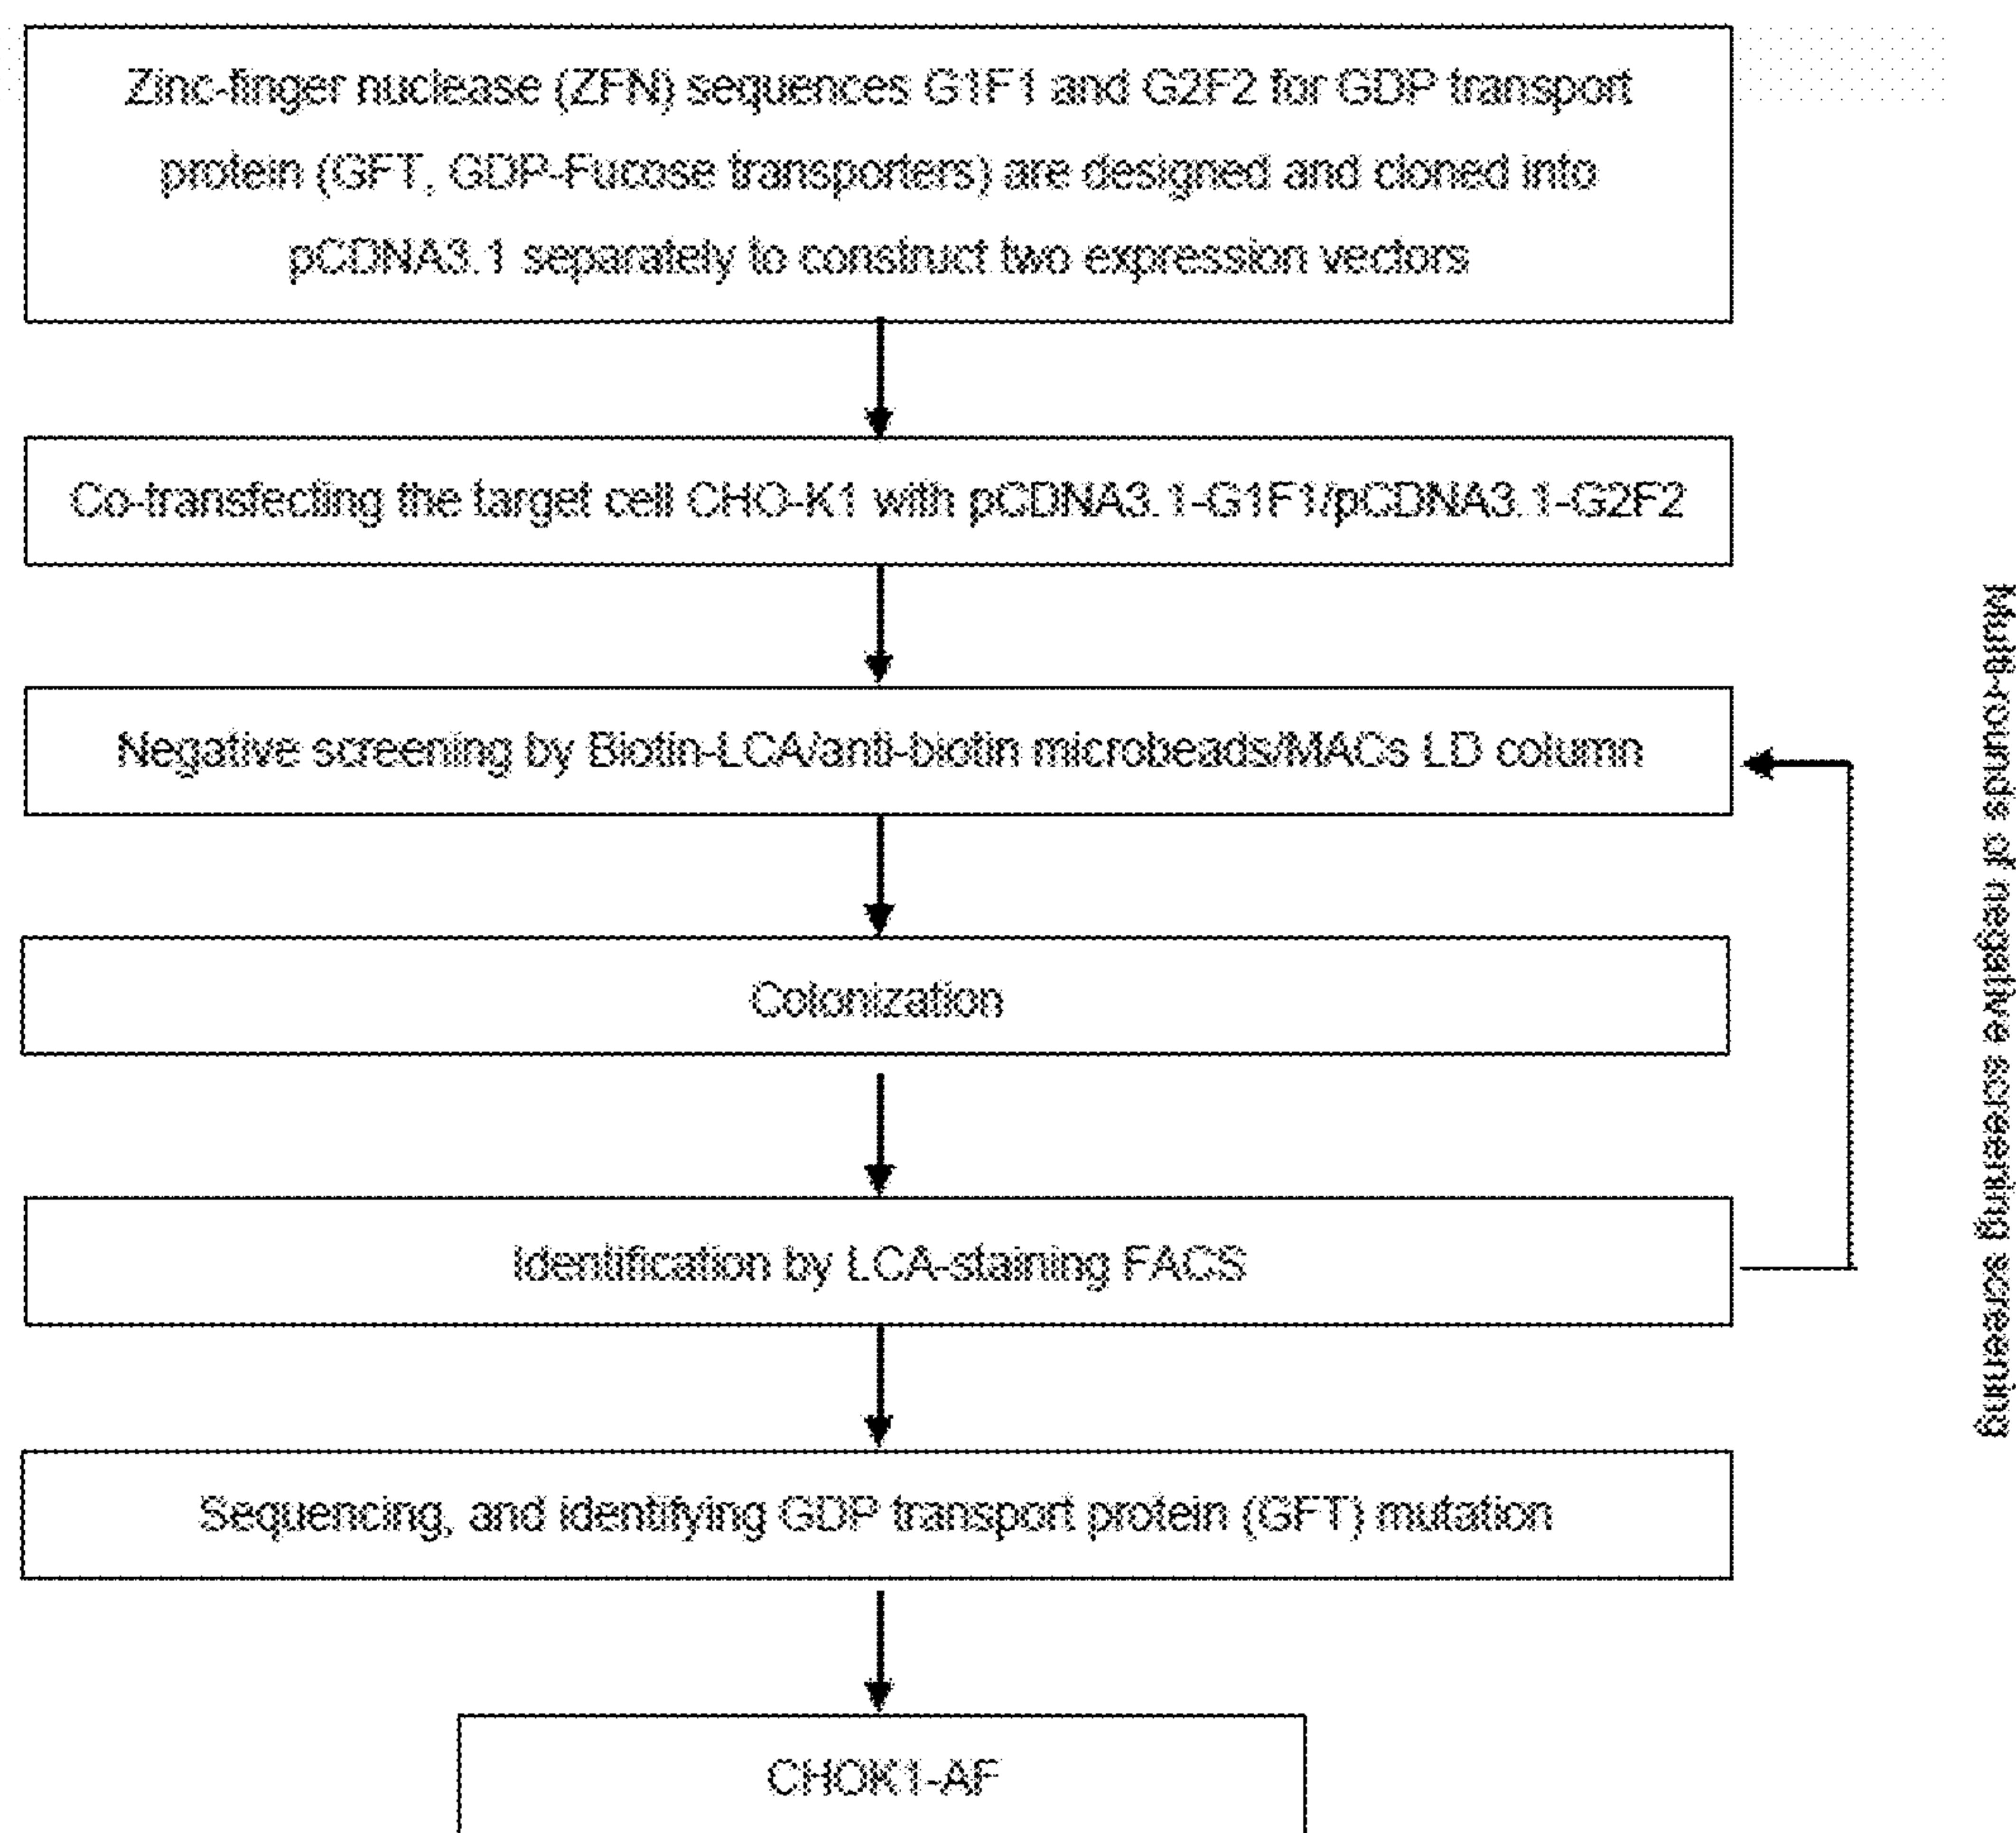 Zinc-finger nuclease (ZFN) sequences G1F1 and G2F2 for GDP transport
protein (GFT, GDP-Fucose transporters) are designed and cloned into
pCDNA3.1 separately to construct two expression vectors
Co-transfecting the target cell CHO-K1 with pCDNA3.1-G1F1/pCDNA3.1-G2F2
Negative screening by Biotin-LCA/anti-biotin microbeads/MACs LD column
Colonization
Identification by LCA-staining FACS
Sequencing, and identifying GDP transport protein (GFT) mutation
CHOK1-AF
Multi-rounds of negative screening screening